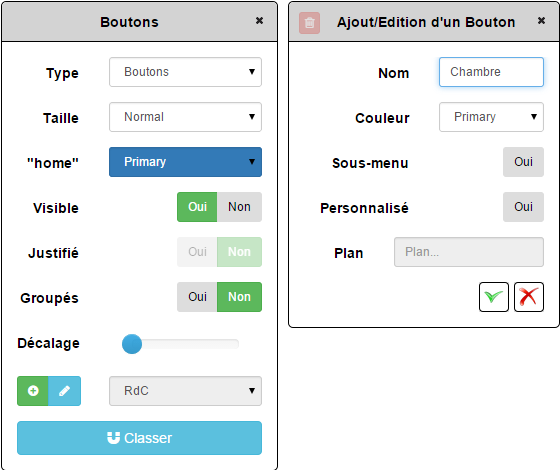 Boutons ×
Type Boutons
Taille Normal
"home" Primary
Visible Oui Non
Justifié Oui Non
Groupés Oui Non
Décalage
RdC
Classer
Ajout/Edition d'un Bouton ×
Nom Chambre
Couleur Primary
Sous-menu Oui
Personnalisé Oui
Plan Plan...